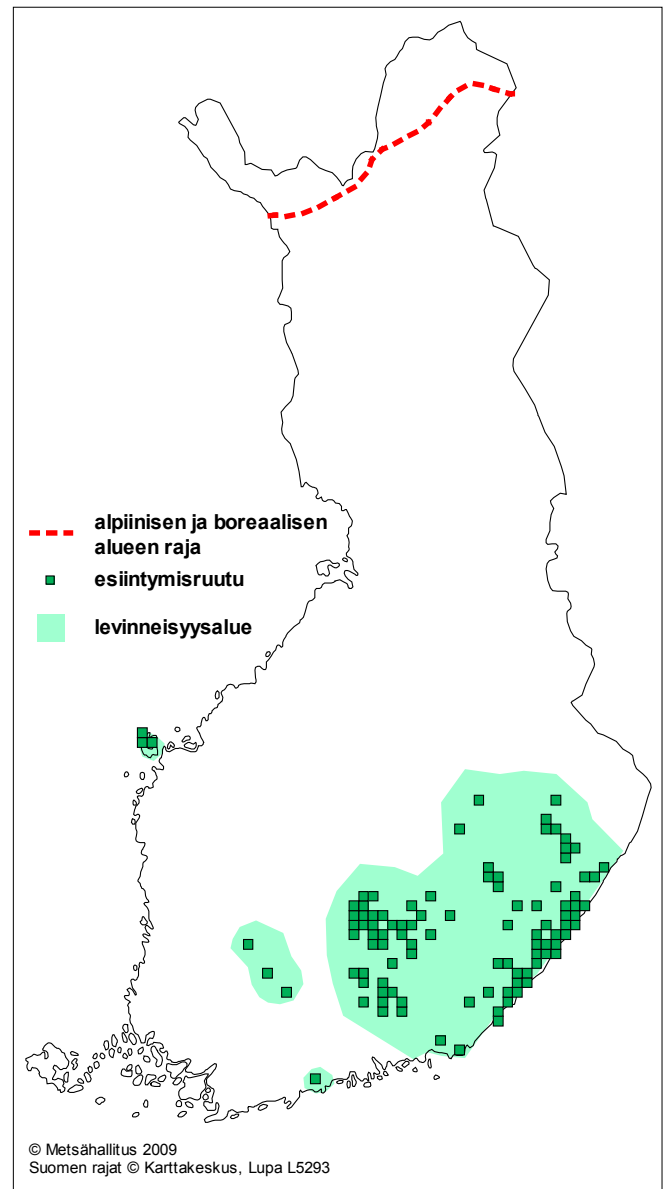 alpiinisen ja boreaalisen
alueen raja
esiintymisruutu
levinneisyysalue
© Metsähallitus 2009
Suomen rajat © Karttakeskus, Lupa L5293